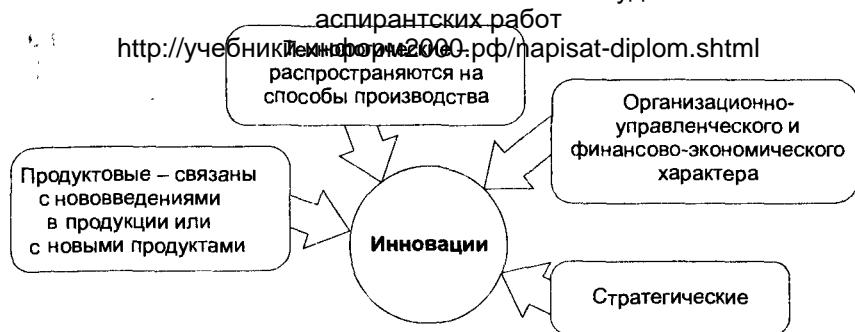 аспирантских работ
http://учебники.информ2000.рф/napisat-diplom.shtml
Технологические –
распространяются на
способы производства
Организационно-
управленческого и
финансово-экономического
характера
Продуктовые – связаны
с нововведениями
в продукции или
с новыми продуктами
Инновации
Стратегические